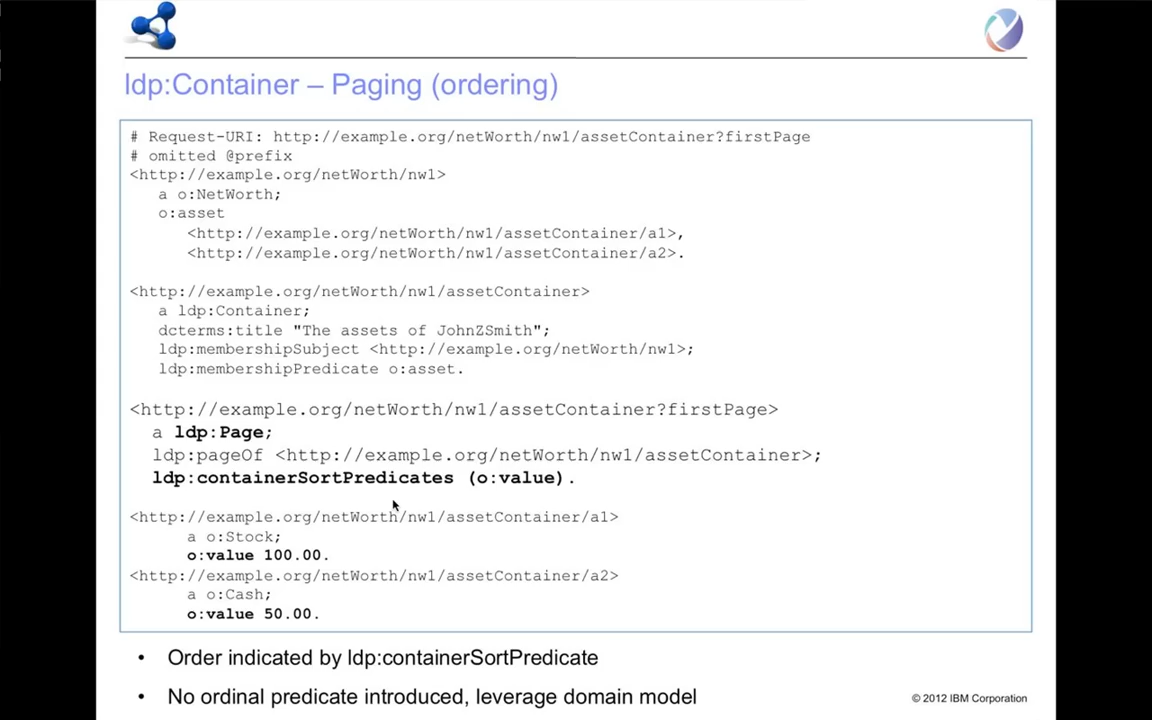 ldp:Container – Paging (ordering)
# Request-URI: http://example.org/netWorth/nw1/assetContainer?firstPage
# omitted @prefix
<http://example.org/netWorth/nw1>
a o:NetWorth;
o:asset
<http://example.org/netWorth/nw1/assetContainer/a1>,
<http://example.org/netWorth/nw1/assetContainer/a2>.
<http://example.org/netWorth/nw1/assetContainer>
a ldp:Container;
dcterms:title "The assets of JohnZSmith";
ldp:membershipSubject <http://example.org/netWorth/nw1>;
ldp:membershipPredicate o:asset.
<http://example.org/netWorth/nw1/assetContainer?firstPage>
a ldp:Page;
ldp:pageOf <http://example.org/netWorth/nw1/assetContainer>;
ldp:containerSortPredicates (o:value).
<http://example.org/netWorth/nw1/assetContainer/a1>
a o:Stock;
o:value 100.00.
<http://example.org/netWorth/nw1/assetContainer/a2>
a o:Cash;
o:value 50.00.
• Order indicated by ldp:containerSortPredicate
• No ordinal predicate introduced, leverage domain model
© 2012 IBM Corporation